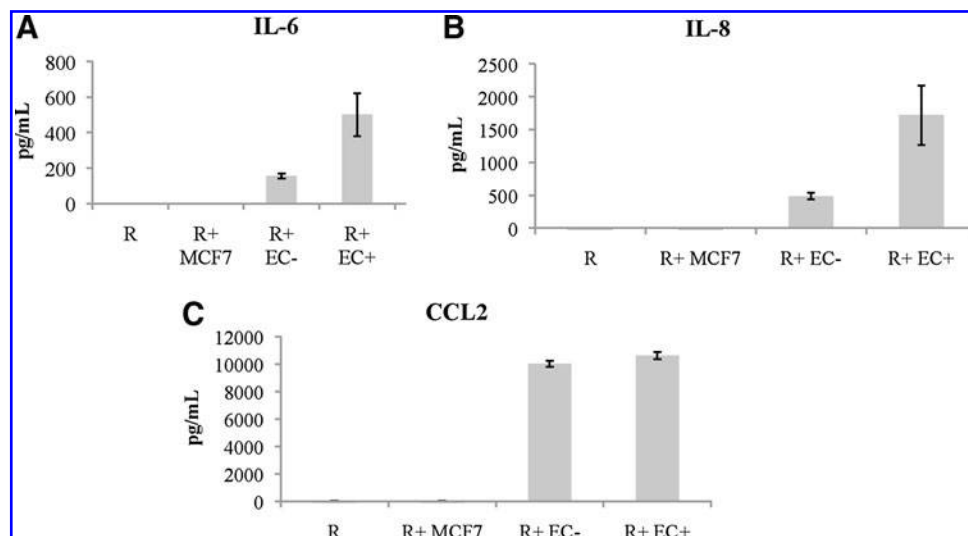 A
IL-6
800
600
400
200
0
pg/mL
R
R+ MCF7
R+ EC-
R+ EC+
B
IL-8
2500
2000
1500
1000
500
0
pg/mL
R
R+ MCF7
R+ EC-
R+ EC+
C
CCL2
12000
10000
8000
6000
4000
2000
0
pg/mL
R
R+ MCF7
R+ EC-
R+ EC+